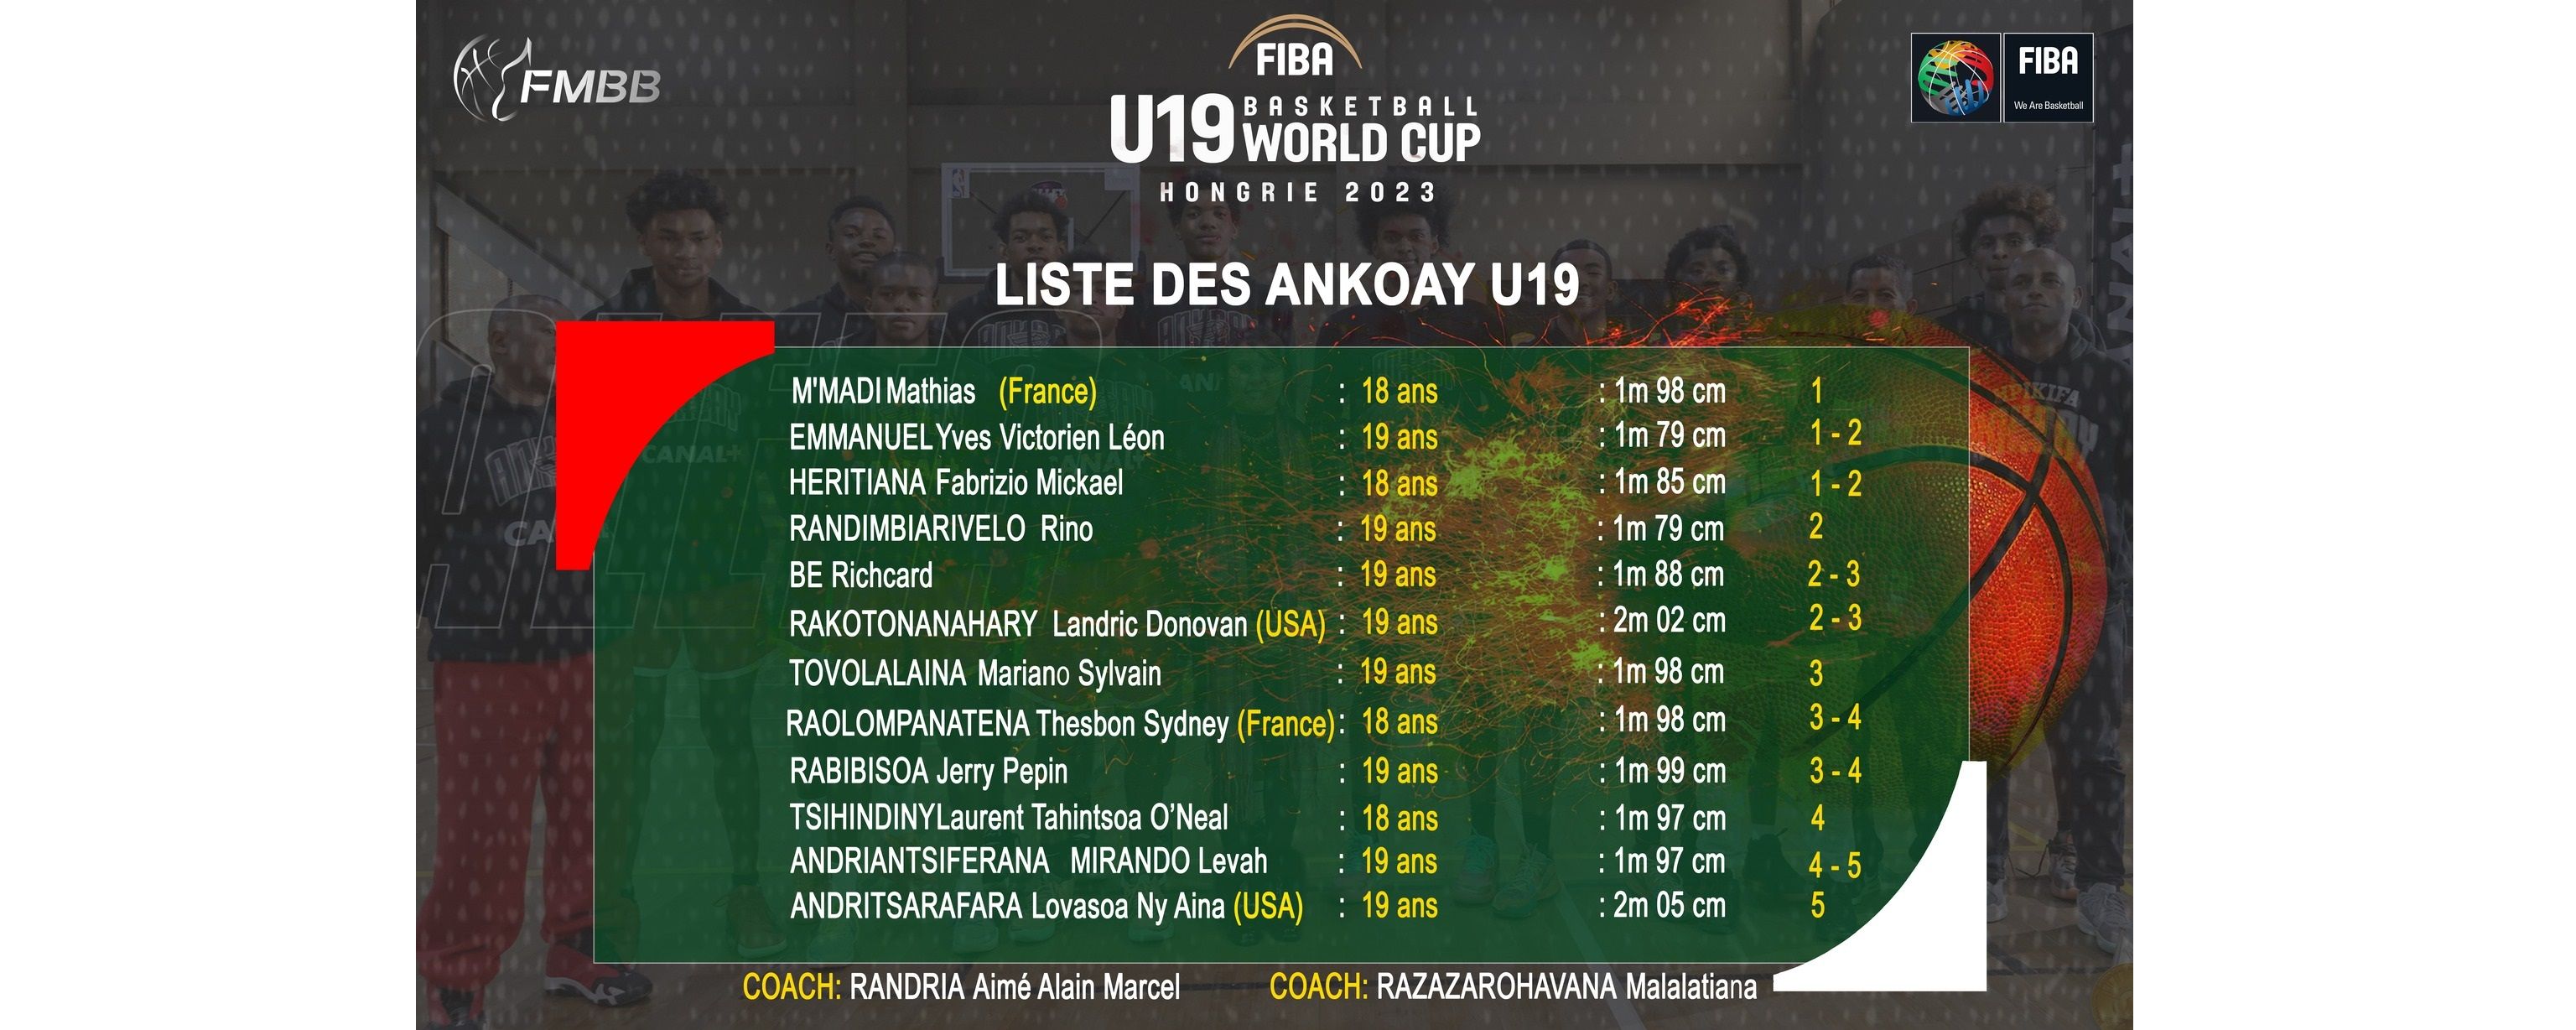 FMBB
FIBA
U19 BASKETBALL
WORLD CUP
HONGRIE 2023
FIBA
We Are Basketball
LISTE DES ANKOAY U19
M'MADI Mathias (France) : 18 ans : 1m 98 cm 1
EMMANUEL Yves Victorien Léon : 19 ans : 1m 79 cm 1 - 2
HERITIANA Fabrizio Mickael : 18 ans : 1m 85 cm 1 - 2
RANDIMBIARIVELO Rino : 19 ans : 1m 79 cm 2
BE Richcard : 19 ans : 1m 88 cm 2 - 3
RAKOTONANAHARY Landric Donovan (USA) : 19 ans : 2m 02 cm 2 - 3
TOVOLALAINA Mariano Sylvain : 19 ans : 1m 98 cm 3
RAOLOMPANATENA Thesbon Sydney (France) : 18 ans : 1m 98 cm 3 - 4
RABIBISOA Jerry Pepin : 19 ans : 1m 99 cm 3 - 4
TSIHINDINYLaurent Tahintsoa O’Neal : 18 ans : 1m 97 cm 4
ANDRIANTSIFERANA MIRANDO Levah : 19 ans : 1m 97 cm 4 - 5
ANDRITSARAFARA Lovasoa Ny Aina (USA) : 19 ans : 2m 05 cm 5
COACH: RANDRIA Aimé Alain Marcel COACH: RAZAZAROHAVANA Malalatiana
CANAL+